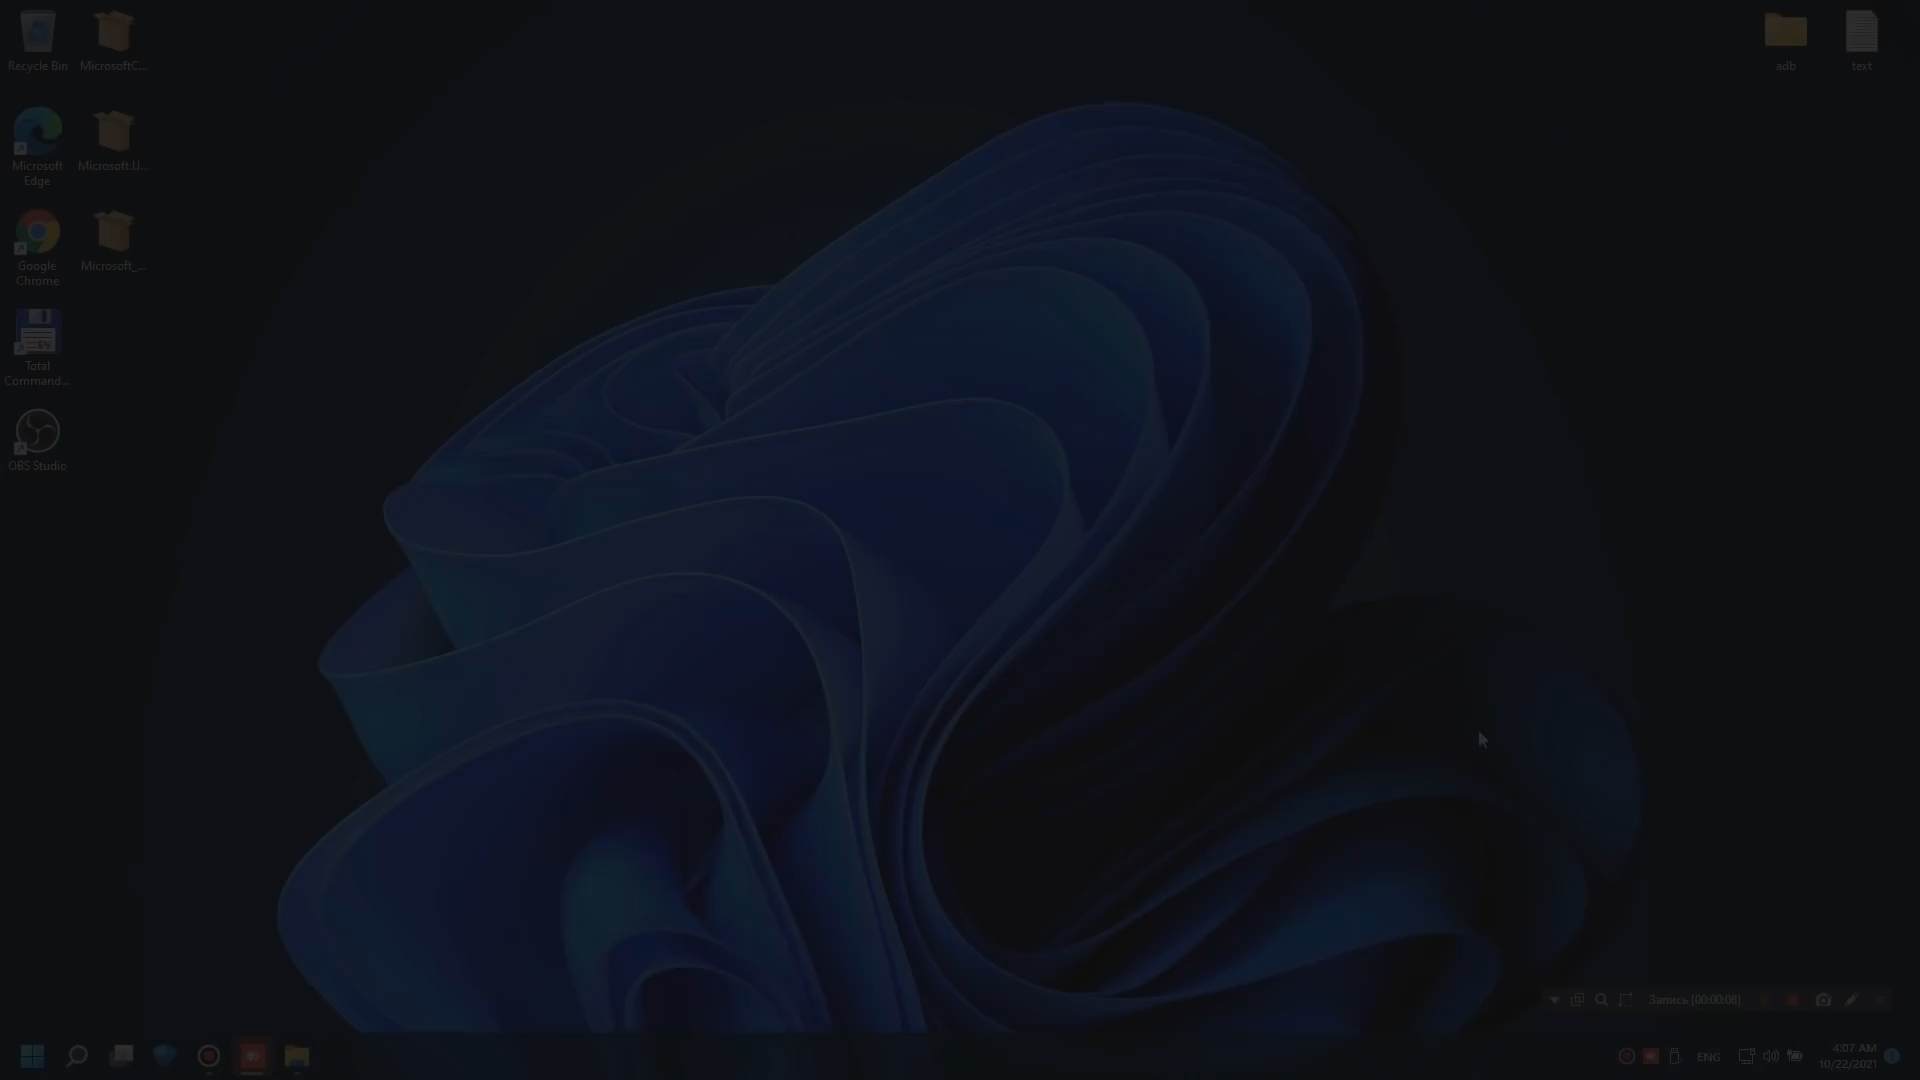 Recycle Bin
MicrosoftC...
Microsoft
Edge
Microsoft.U...
Google
Chrome
Microsoft_...
Total
Command...
OBS Studio
adb
text
Запись [00:00:08]
ENG
4:07 AM
10/22/2021